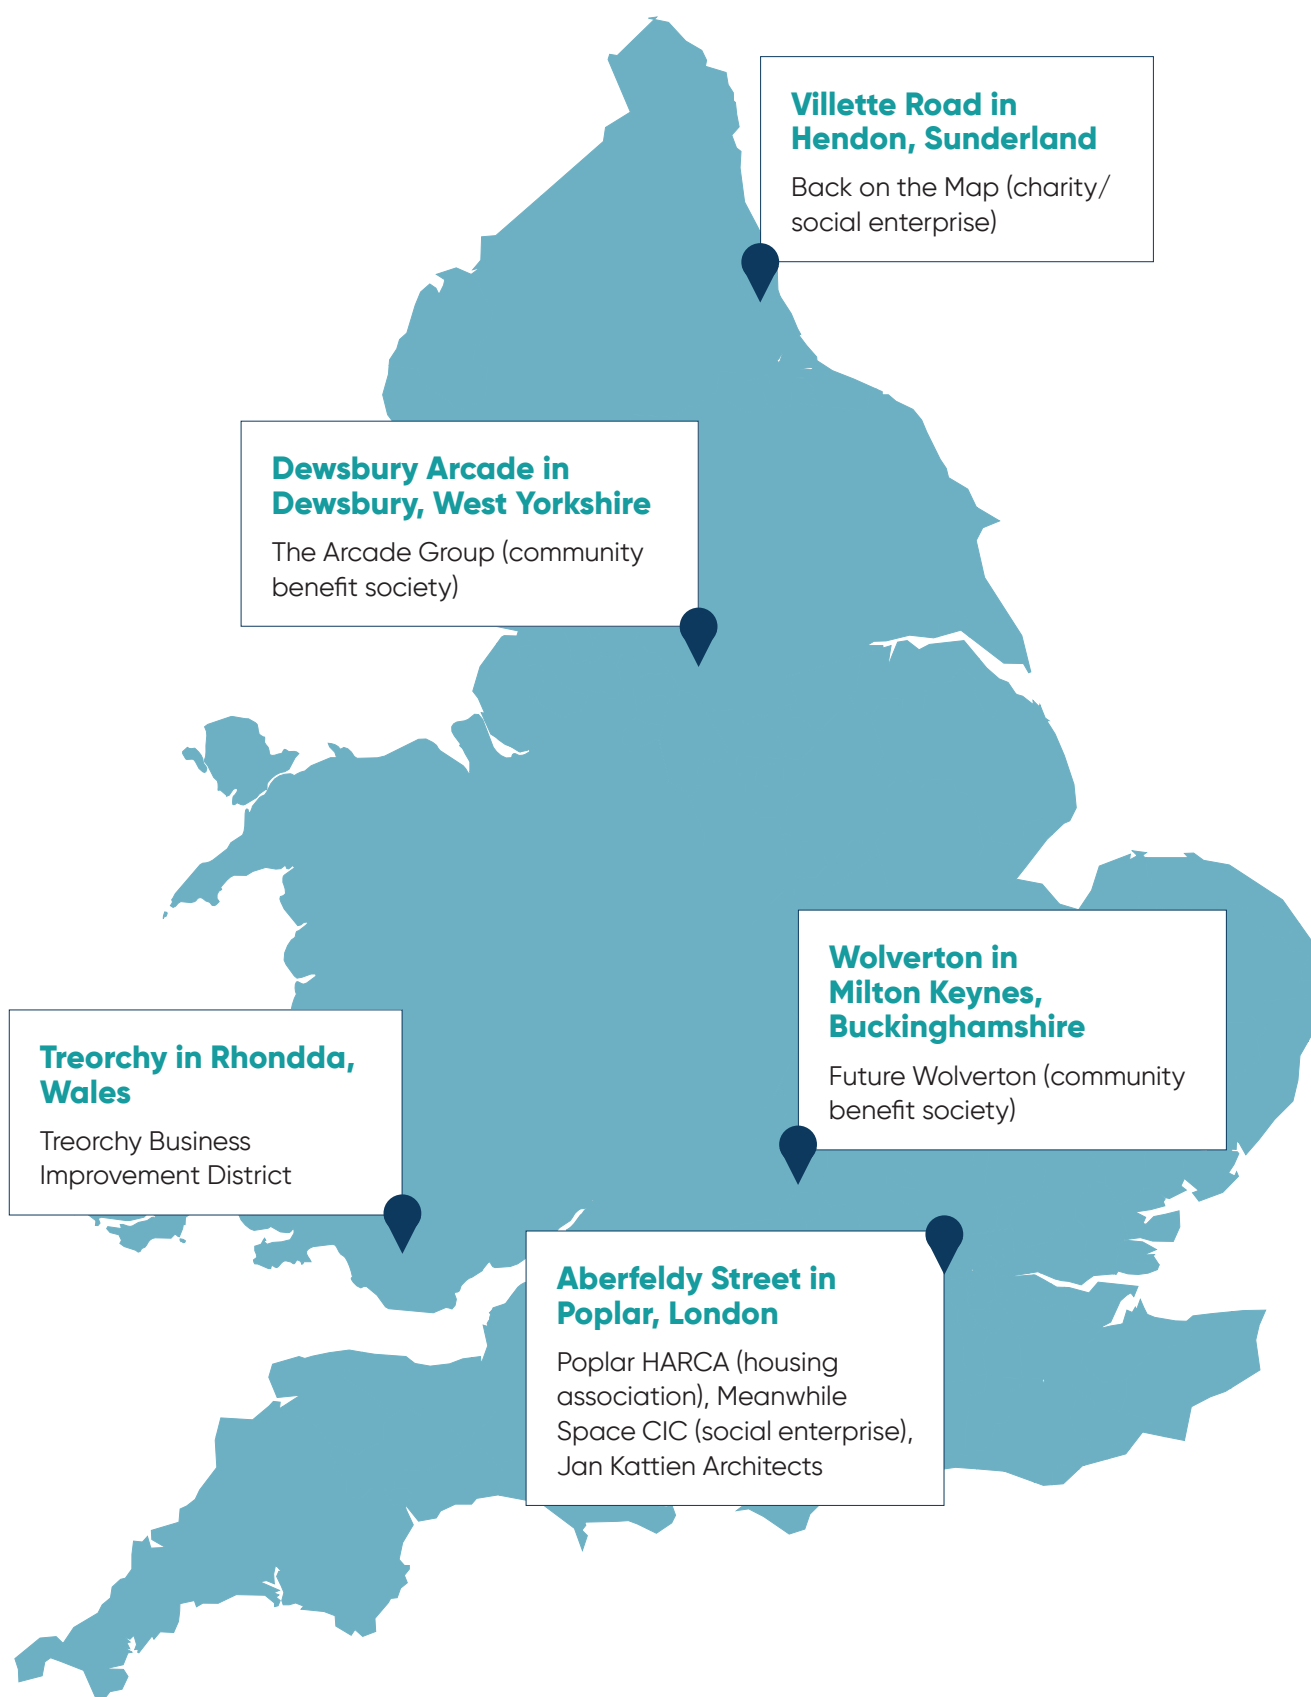 Villette Road in
Hendon, Sunderland
Back on the Map (charity/
social enterprise)
Dewsbury Arcade in
Dewsbury, West Yorkshire
The Arcade Group (community
benefit society)
Wolverton in
Milton Keynes,
Buckinghamshire
Future Wolverton (community
benefit society)
Treorchy in Rhondda,
Wales
Treorchy Business
Improvement District
Aberfeldy Street in
Poplar, London
Poplar HARCA (housing
association), Meanwhile
Space CIC (social enterprise),
Jan Kattien Architects